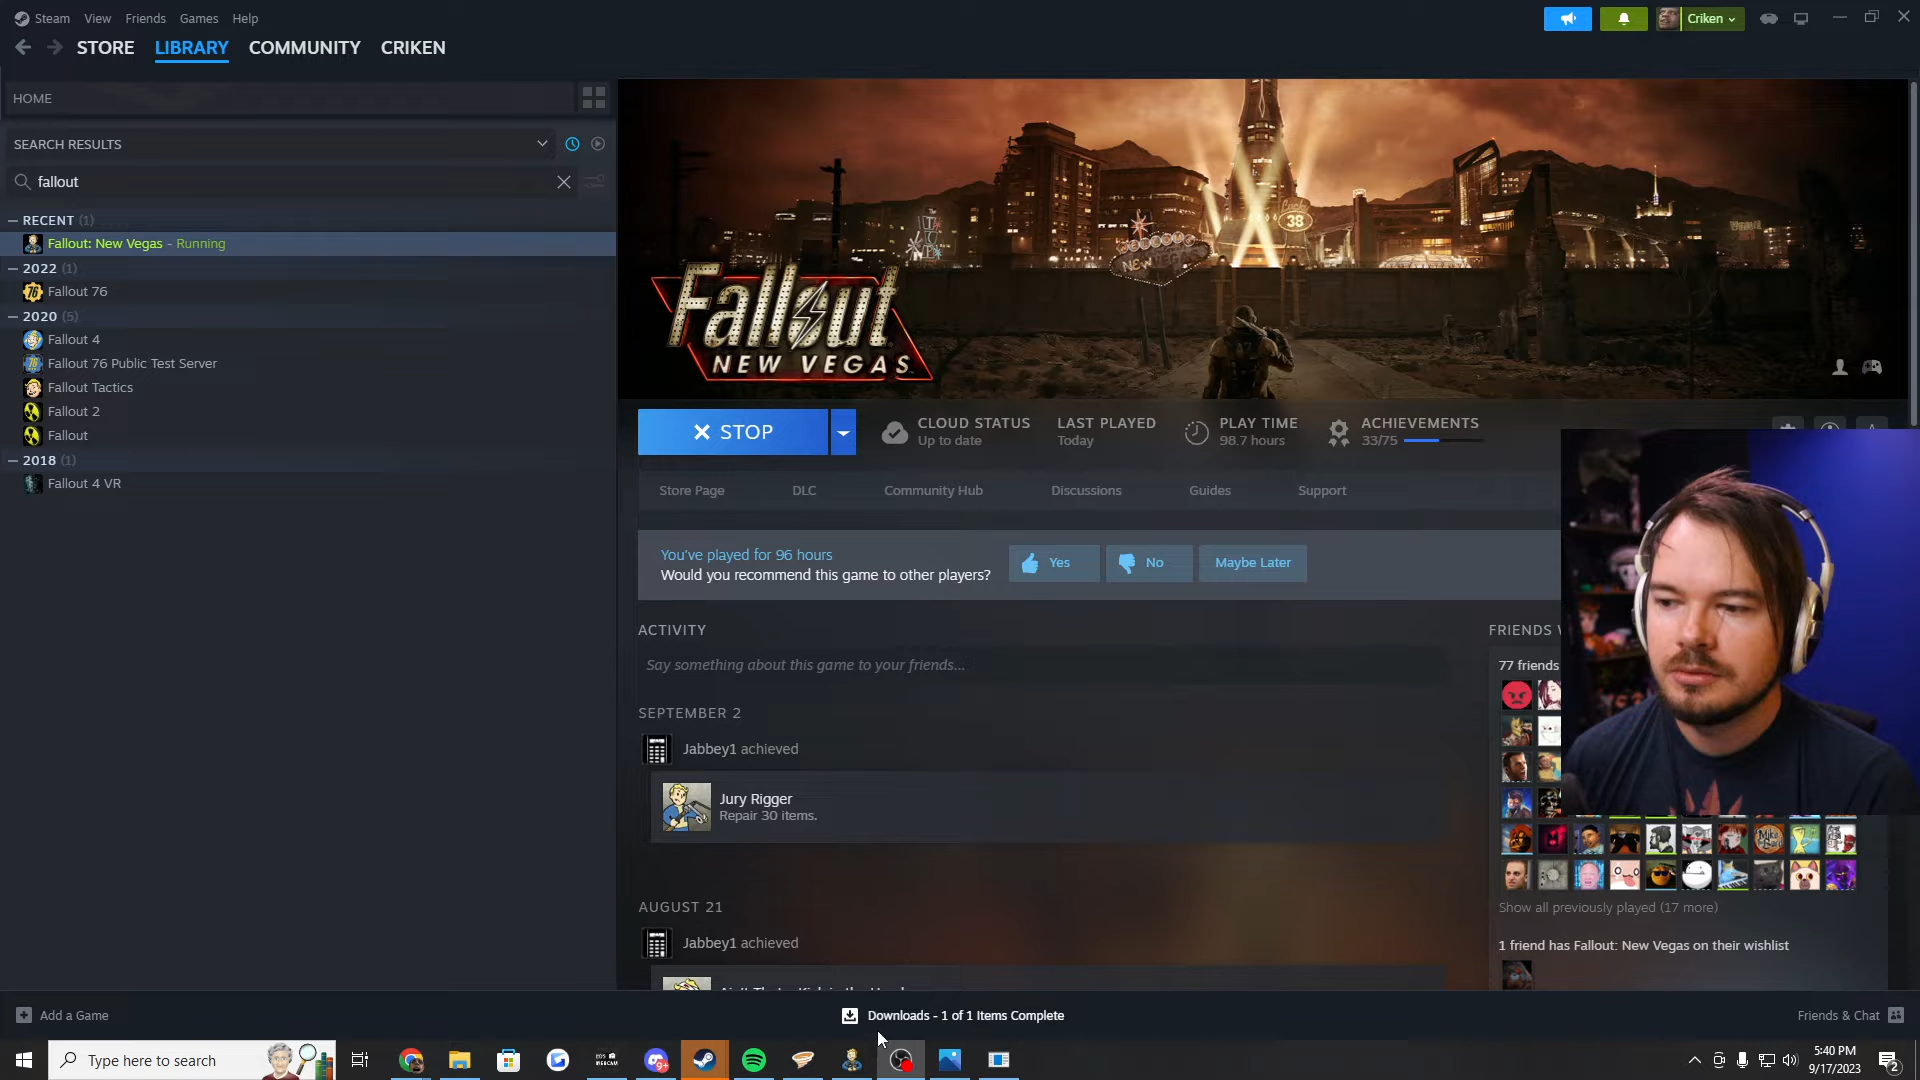 Steam View Friends Games Help
Criken
STORE LIBRARY COMMUNITY CRIKEN
HOME
SEARCH RESULTS
fallout
RECENT (1)
Fallout: New Vegas - Running
2022 (1)
Fallout 76
2020 (5)
Fallout 4
Fallout 76 Public Test Server
Fallout Tactics
Fallout 2
Fallout
2018 (1)
Fallout 4 VR
38
NEW VEGAS
Fallout
NEW VEGAS
STOP
CLOUD STATUS
Up to date
LAST PLAYED
Today
PLAY TIME
98.7 hours
ACHIEVEMENTS
33/75
Store Page DLC Community Hub Discussions Guides Support
You've played for 96 hours
Would you recommend this game to other players?
Yes No Maybe Later
ACTIVITY
Say something about this game to your friends...
SEPTEMBER 2
Jabbey1 achieved
Jury Rigger
Repair 30 items.
AUGUST 21
Jabbey1 achieved
FRIENDS
77 friends
Show all previously played (17 more)
1 friend has Fallout: New Vegas on their wishlist
Add a Game
Downloads - 1 of 1 Items Complete
Friends & Chat
Type here to search
9+
5:40 PM
9/17/2023
2